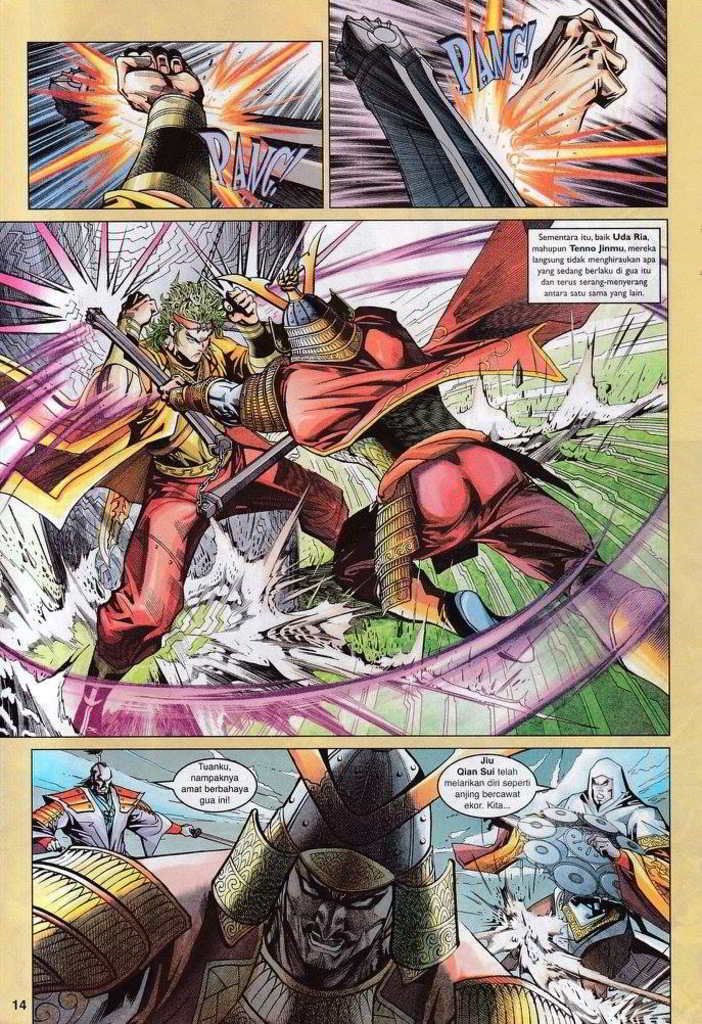 PANG!
PANG!
Sementara itu, baik Uda Ria,
mahupun Tenno Jinmu, mereka
langsung tidak menghiraukan apa
yang sedang berlaku di gua itu
dan terus serang-menyerang
antara satu sama yang lain.
Tuanku,
nampaknya
amat berbahaya
gua ini!
Jiu
Qian Sui telah
melarikan diri seperti
anjing bercawat
ekor. Kita...
14